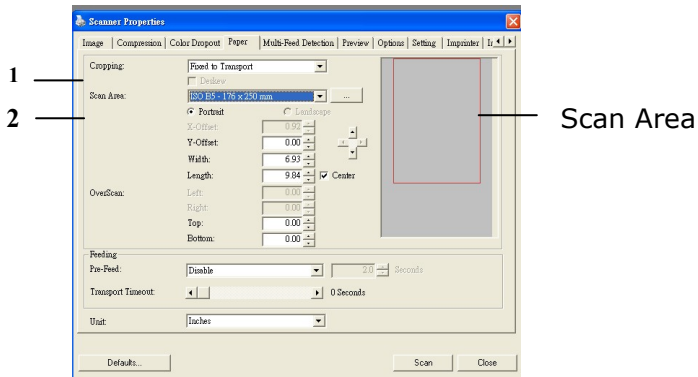 Scanner Properties
Image Compression Color Dropout Paper Multi-Feed Detection Preview Options Setting Imprinter
1
Cropping: Fixed to Transport
Deskew
2
Scan Area: ISO B5 - 176 x 250 mm ...
Scan Area
Portrait Landscape
X-Offset: 0.92
Y-Offset: 0.00
Width: 6.93
Length: 9.84 Center
OverScan: Left: 0.00
Right: 0.00
Top: 0.00
Bottom: 0.00
Feeding
Pre-Feed: Disable 2.0 Seconds
Transport Timeout: 0 Seconds
Unit: Inches
Defaults... Scan Close